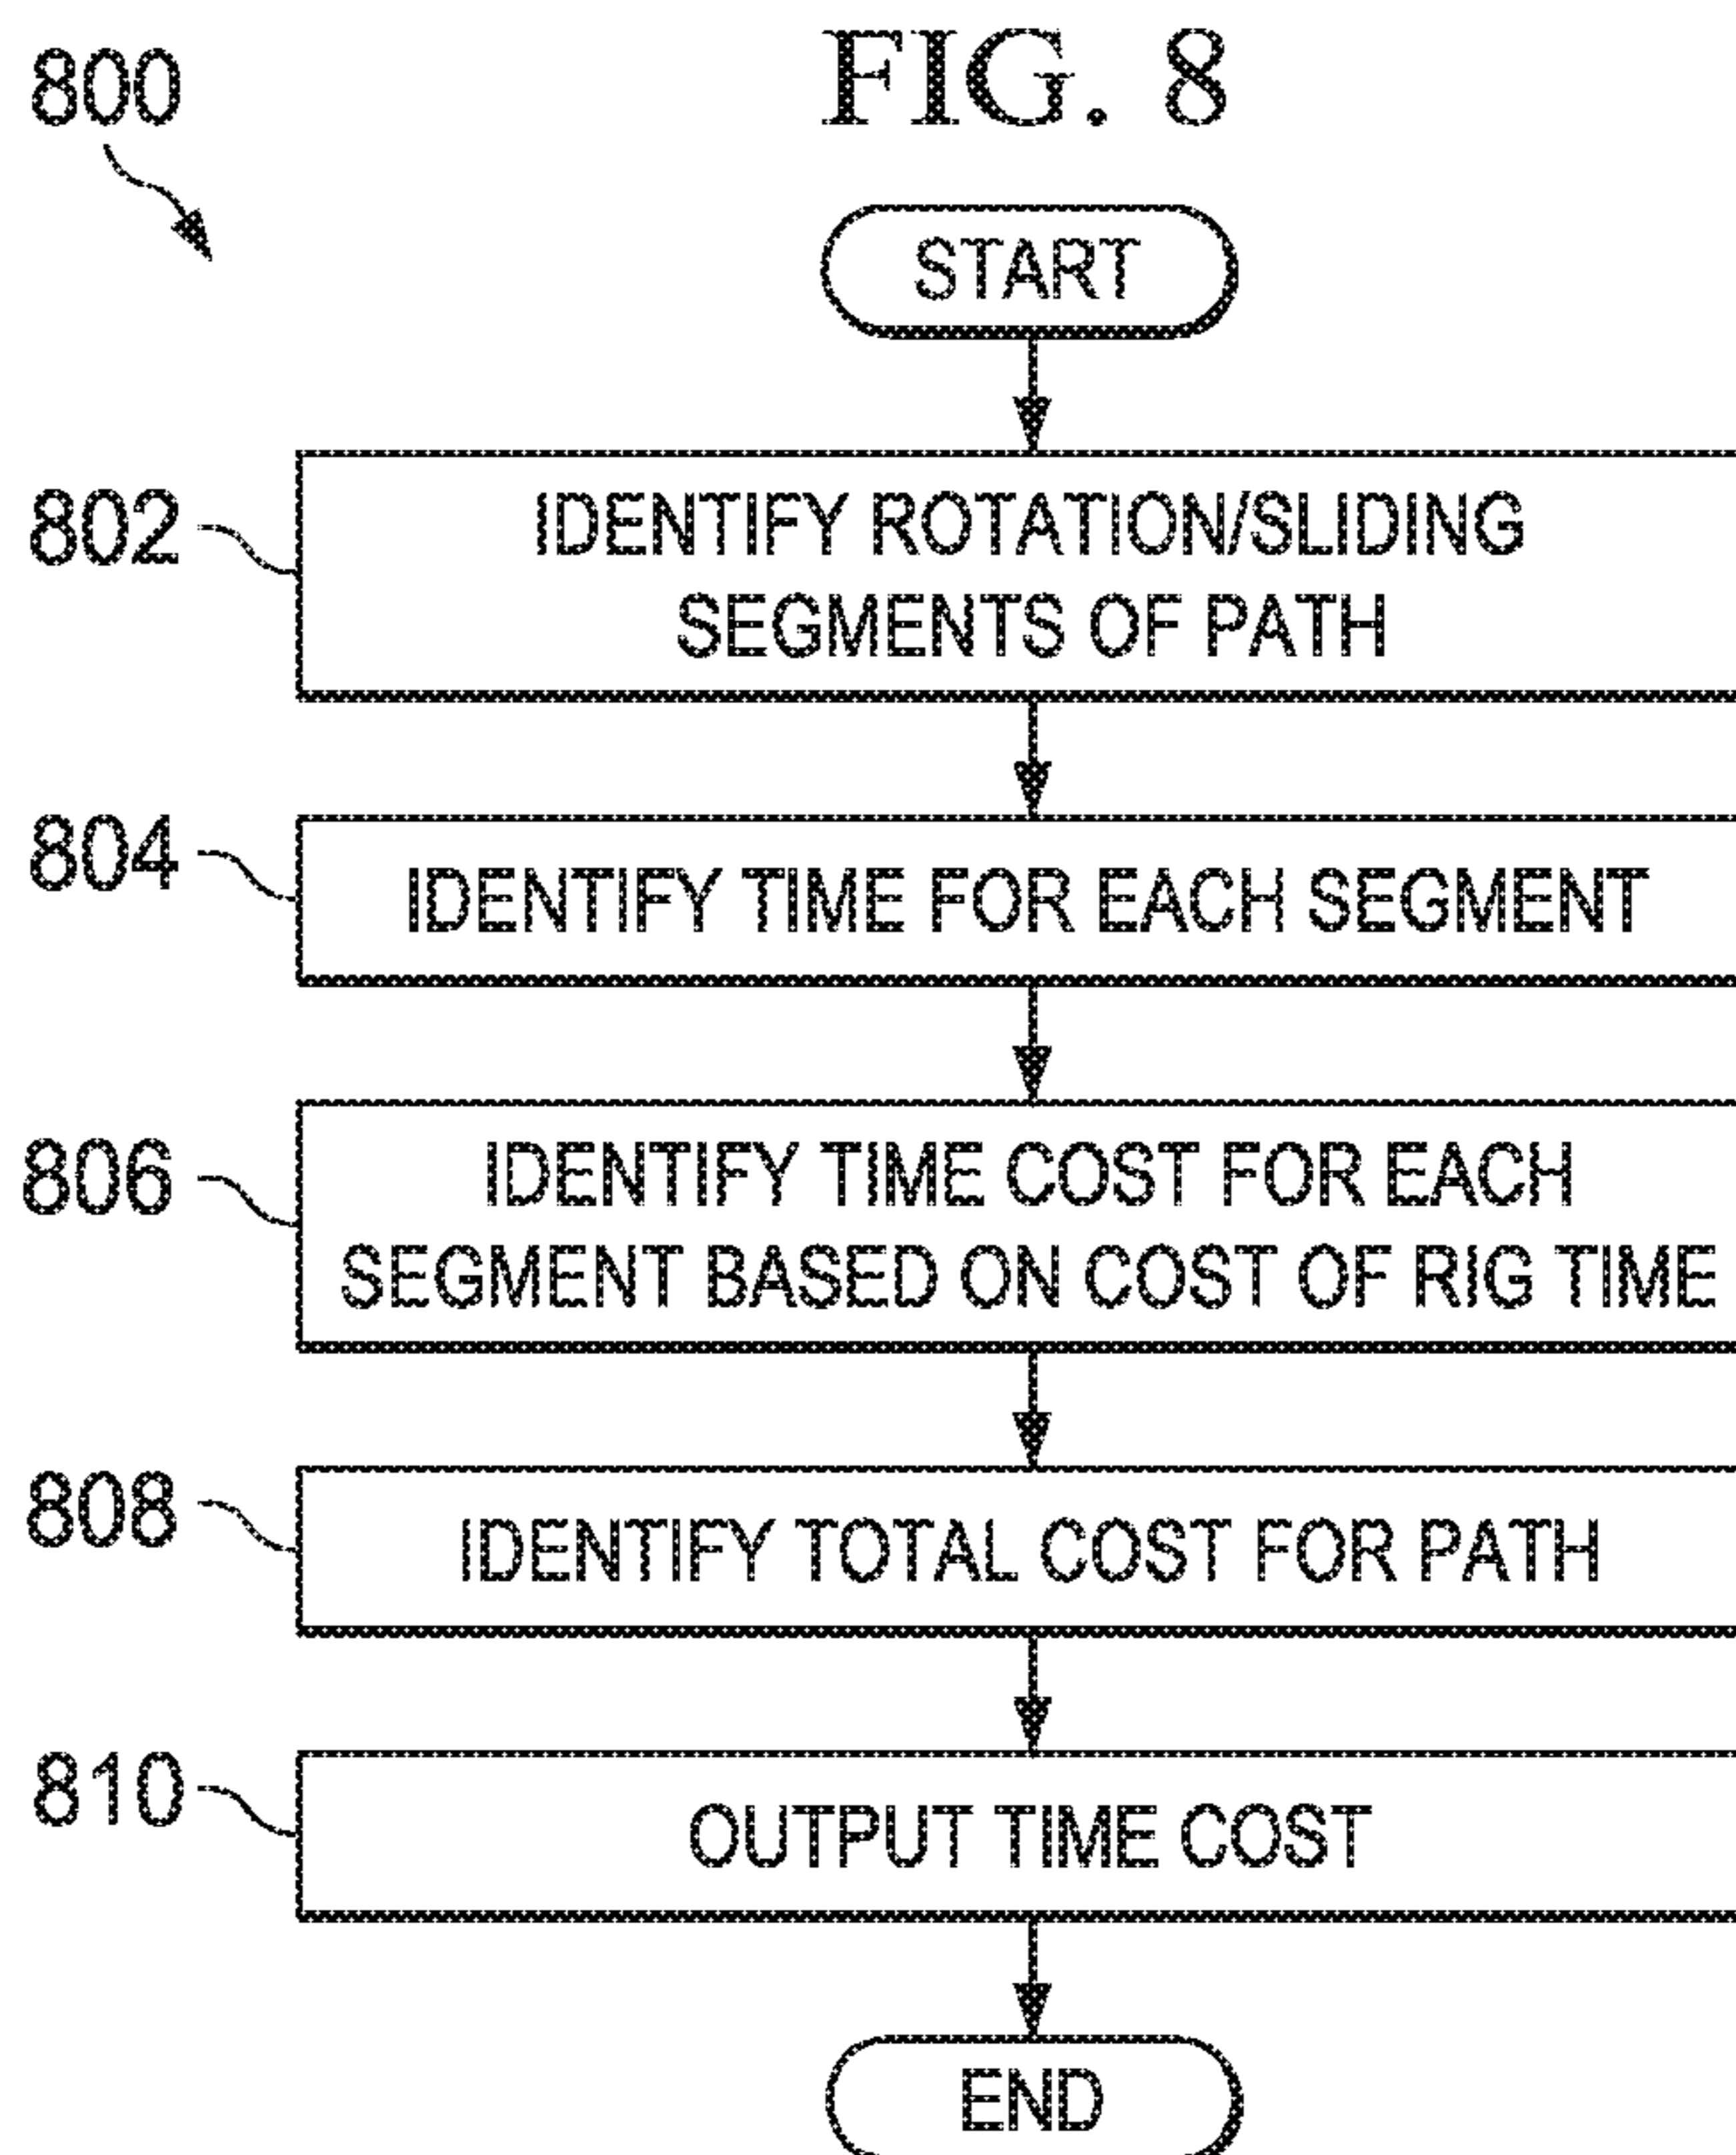 800
FIG. 8
START
802
IDENTIFY ROTATION/SLIDING
SEGMENTS OF PATH
804
IDENTIFY TIME FOR EACH SEGMENT
806
IDENTIFY TIME COST FOR EACH
SEGMENT BASED ON COST OF RIG TIME
808
IDENTIFY TOTAL COST FOR PATH
810
OUTPUT TIME COST
END